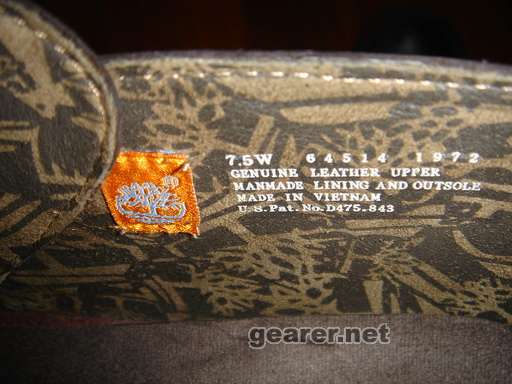 7.5W 64514 1972
GENUINE LEATHER UPPER
MANMADE LINING AND OUTSOLE
MADE IN VIETNAM
U.S. Pat. No. D475.843
gearer.net